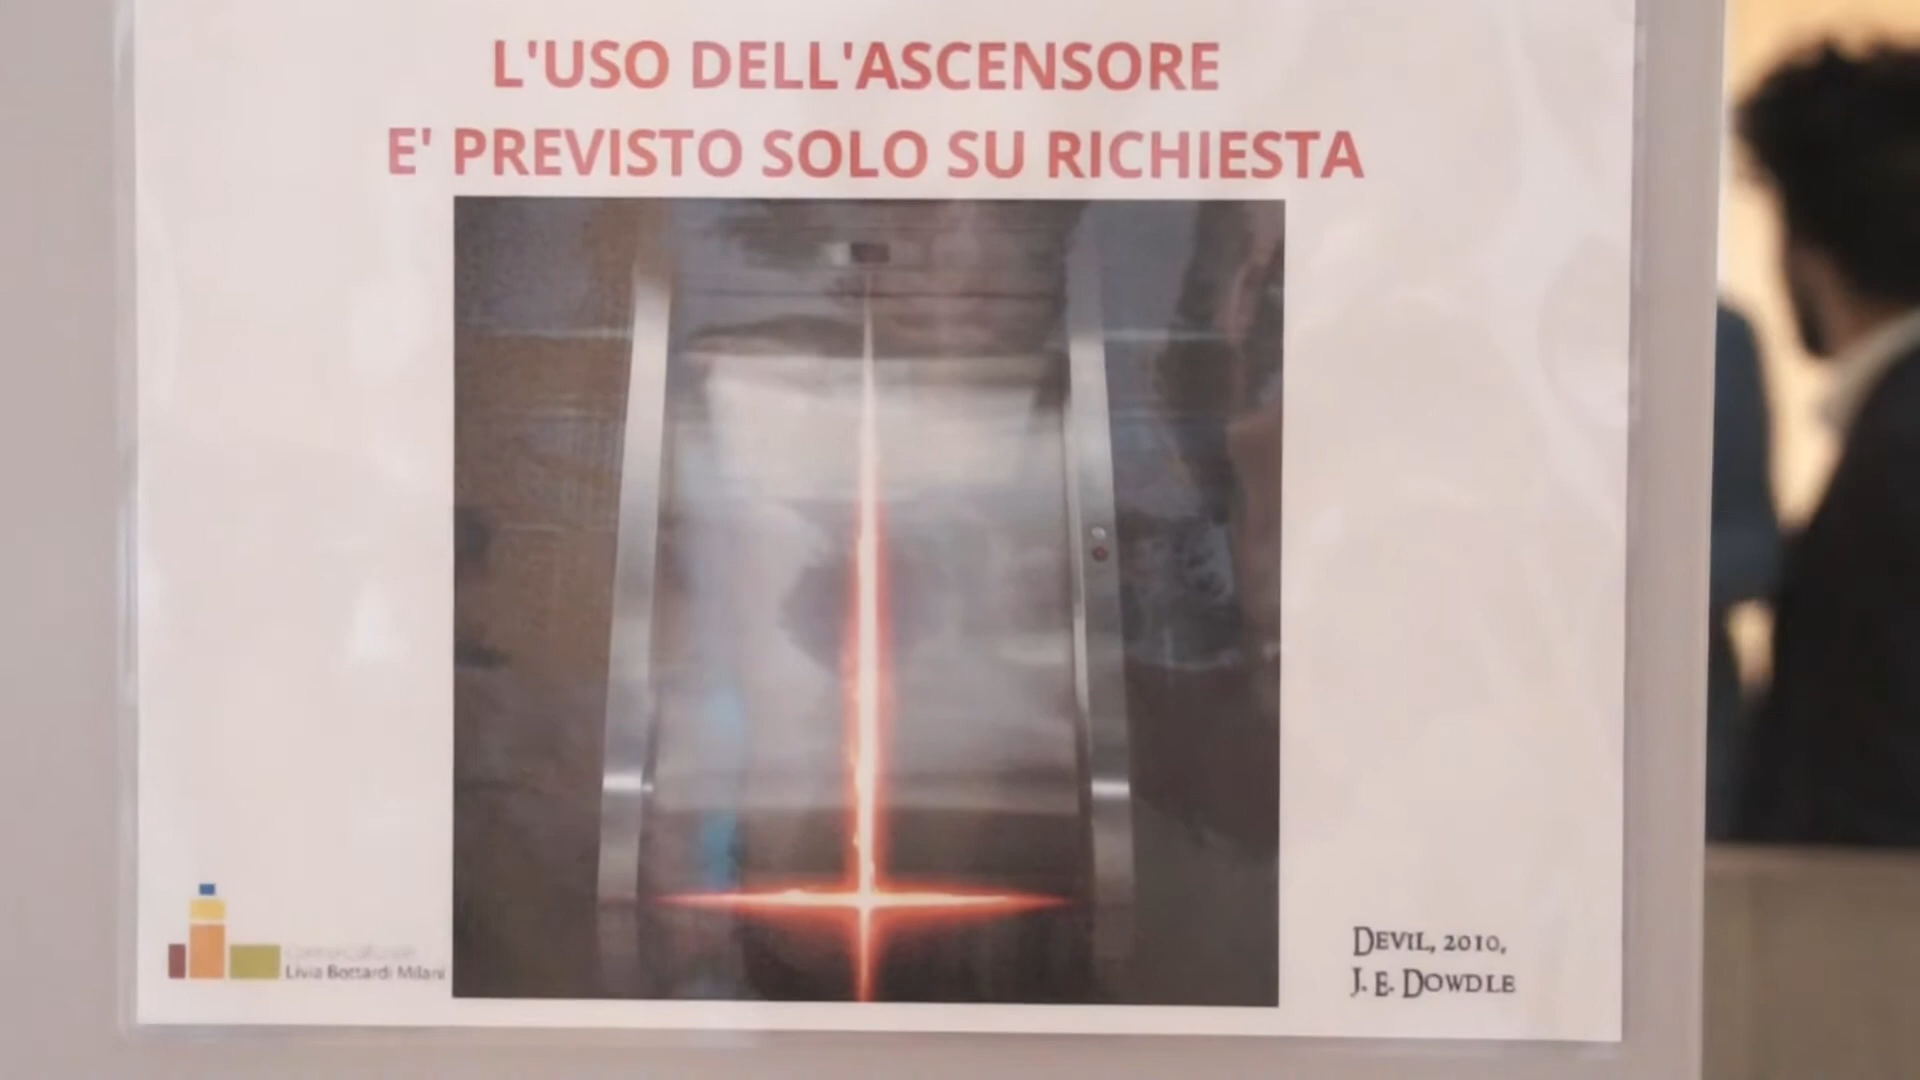 L'USO DELL'ASCENSORE
E' PREVISTO SOLO SU RICHIESTA
Livia Bottardi Milani
DEVIL, 2010,
J. E. DOWDLE